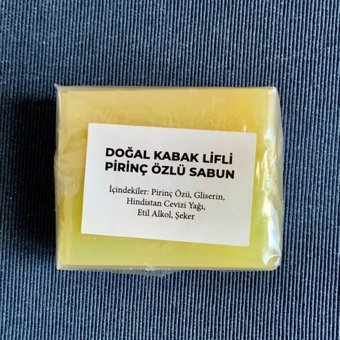 DOĞAL KABAK LİFLİ
PİRİNÇ ÖZLÜ SABUN
İçindekiler: Pirinç Özü, Gliserin,
Hindistan Cevizi Yağı,
Etil Alkol, Şeker